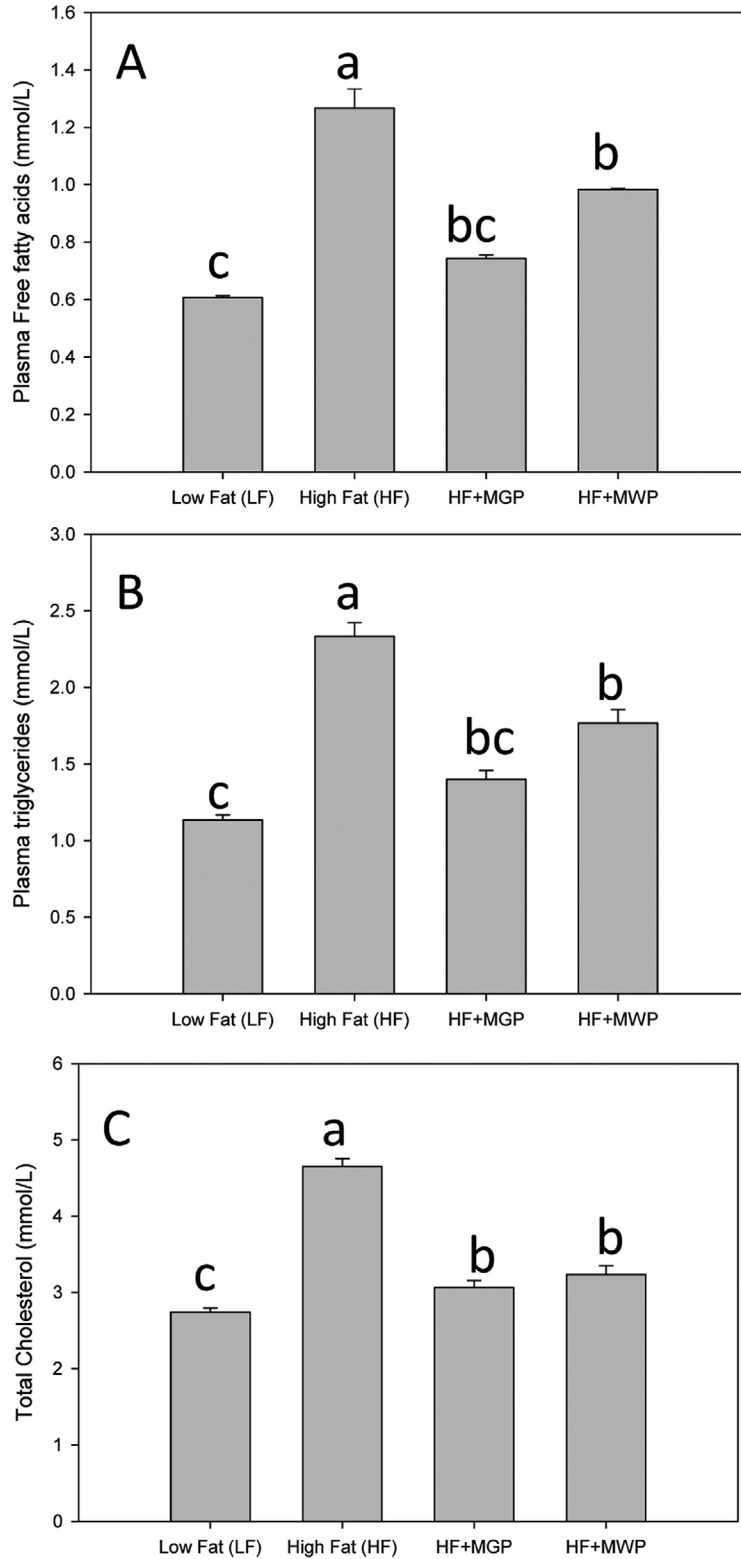 A
Plasma Free fatty acids (mmol/L)
1.6
1.4
1.2
1.0
0.8
0.6
0.4
0.2
0.0
c
a
bc
b
Low Fat (LF) High Fat (HF) HF+MGP HF+MWP
B
Plasma triglycerides (mmol/L)
3.0
2.5
2.0
1.5
1.0
0.5
0.0
c
a
bc
b
Low Fat (LF) High Fat (HF) HF+MGP HF+MWP
C
Total Cholesterol (mmol/L)
6
5
4
3
2
1
0
c
a
b
b
Low Fat (LF) High Fat (HF) HF+MGP HF+MWP